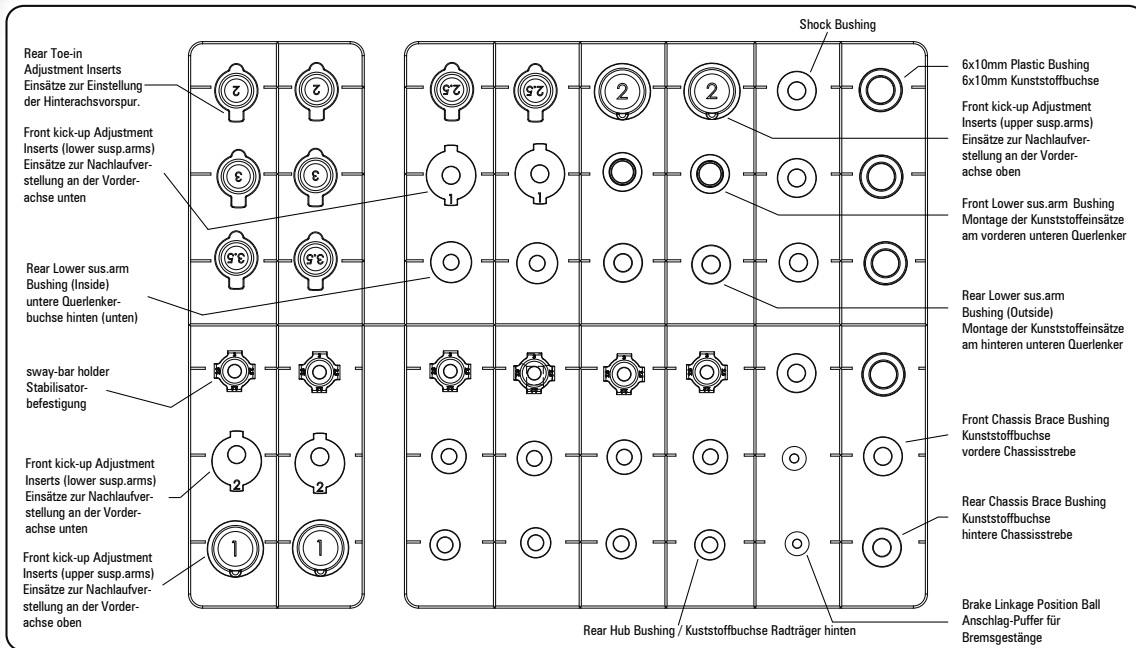 Shock Bushing
Rear Toe-in
Adjustment Inserts
Einsätze zur Einstellung
der Hinterachsvorspur.
Front kick-up Adjustment
Inserts (lower susp.arms)
Einsätze zur Nachlaufver-
stellung an der Vorder-
achse unten
Rear Lower sus.arm
Bushing (Inside)
untere Querlenker-
buchse hinten (unten)
sway-bar holder
Stabilisator-
befestigung
Front kick-up Adjustment
Inserts (lower susp.arms)
Einsätze zur Nachlaufver-
stellung an der Vorder-
achse unten
Front kick-up Adjustment
Inserts (upper susp.arms)
Einsätze zur Nachlaufver-
stellung an der Vorder-
achse oben
2 2 2.5 2.5 2 2
3 3 1 1
3.5 3.5
2 2
1 1
6x10mm Plastic Bushing
6x10mm Kunststoffbuchse
Front kick-up Adjustment
Inserts (upper susp.arms)
Einsätze zur Nachlaufver-
stellung an der Vorder-
achse oben
Front Lower sus.arm Bushing
Montage der Kunststoffeinsätze
am vorderen unteren Querlenker
Rear Lower sus.arm
Bushing (Outside)
Montage der Kunststoffeinsätze
am hinteren unteren Querlenker
Front Chassis Brace Bushing
Kunststoffbuchse
vordere Chassisstrebe
Rear Chassis Brace Bushing
Kunststoffbuchse
hintere Chassisstrebe
Brake Linkage Position Ball
Anschlag-Puffer für
Bremsgestänge
Rear Hub Bushing / Kuststoffbuchse Radträger hinten